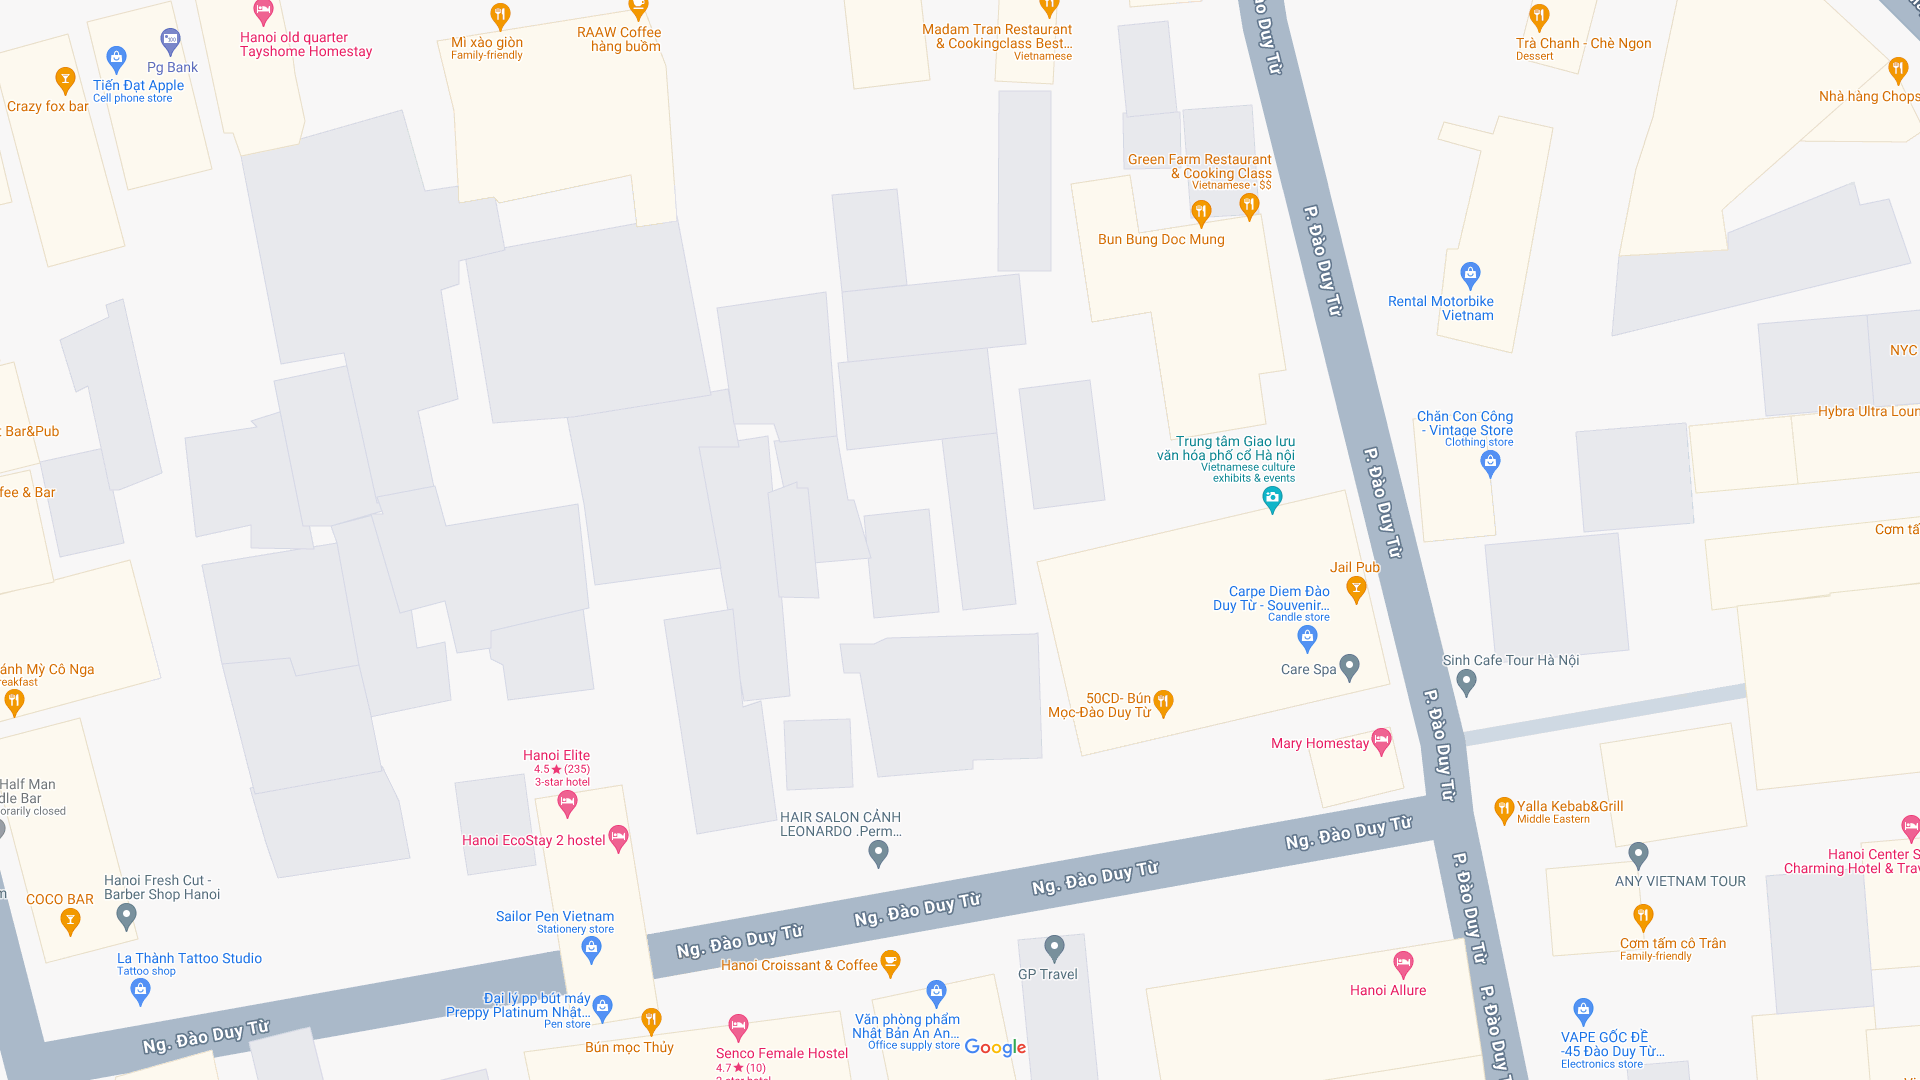 ào Duy Từ
Hanoi old quarter
Tayshome Homestay
Mì xào giòn
Family-friendly
RAAW Coffee
hàng buồm
Madam Tran Restaurant
& Cookingclass Best...
Vietnamese
Trà Chanh - Chè Ngon
Dessert
Pg Bank
Tiến Đạt Apple
Cell phone store
Crazy fox bar
Nhà hàng Chops
Green Farm Restaurant
& Cooking Class
Vietnamese • $$
Bun Bung Doc Mung
P. Đào Duy Từ
Rental Motorbike
Vietnam
NYC
Hybra Ultra Loun
t Bar&Pub
Chăn Con Công
- Vintage Store
Clothing store
Trung tâm Giao lưu
văn hóa phố cổ Hà nội
Vietnamese culture
exhibits & events
P. Đào Duy Từ
fee & Bar
Cơm tấ
Jail Pub
Carpe Diem Đào
Duy Từ - Souvenir...
Candle store
Care Spa
Sinh Cafe Tour Hà Nội
ánh Mỳ Cô Nga
reakfast
50CD- Bún
Mọc-Đào Duy Từ
P. Đào Duy Từ
Mary Homestay
Hanoi Elite
4.5★(235)
3-star hotel
Half Man
dle Bar
orarily closed
Hanoi EcoStay 2 hostel
HAIR SALON CẢNH
LEONARDO .Perm...
Ng. Đào Duy Từ
Yalla Kebab&Grill
Middle Eastern
Hanoi Center S
Charming Hotel & Trav
ANY VIETNAM TOUR
Hanoi Fresh Cut -
Barber Shop Hanoi
m
COCO BAR
Ng. Đào Duy Từ
Ng. Đào Duy Từ
P. Đào Duy Từ
Sailor Pen Vietnam
Stationery store
Ng. Đào Duy Từ
Cơm tấm cô Trân
Family-friendly
La Thành Tattoo Studio
Tattoo shop
Hanoi Croissant & Coffee
GP Travel
Hanoi Allure
Đại lý pp bút máy
Preppy Platinum Nhật...
Pen store
Văn phòng phẩm
Nhật Bản An An...
Office supply store
Google
Ng. Đào Duy Từ
Bún mọc Thủy
Senco Female Hostel
4.7★(10)
2-star hotel
P. Đào Duy T
VAPE GỐC ĐỀ
-45 Đào Duy Từ...
Electronics store